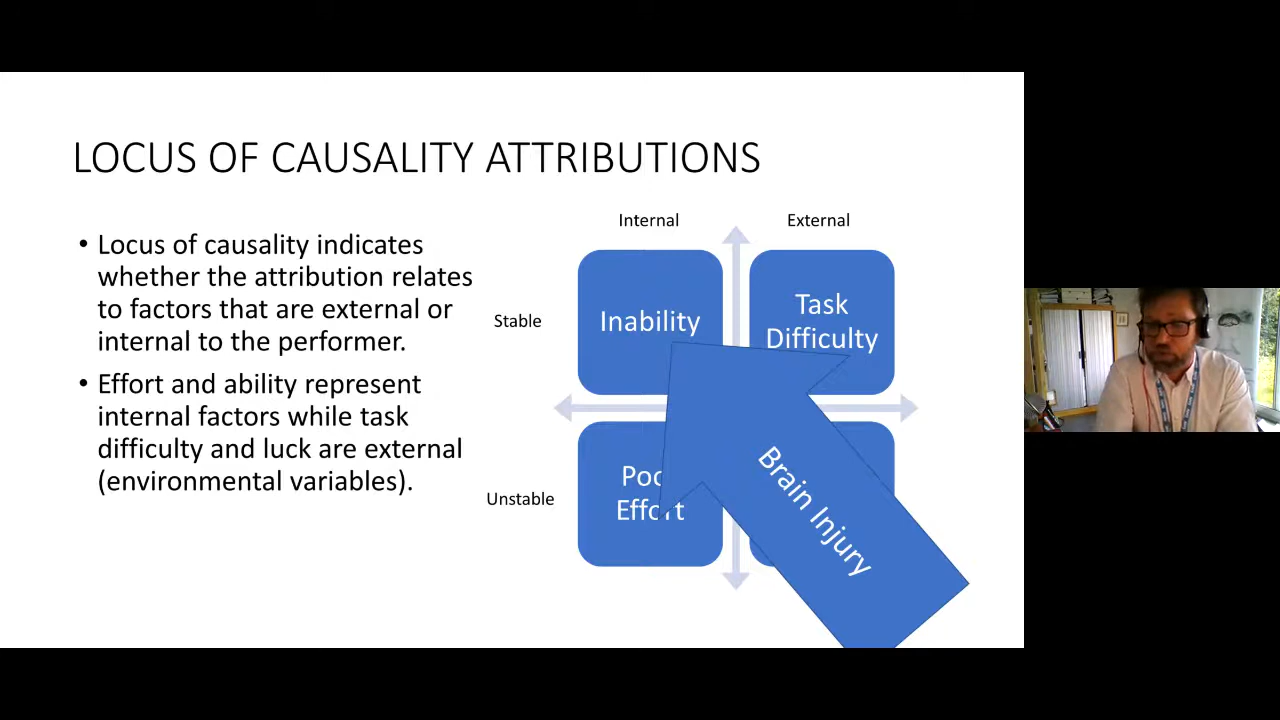 LOCUS OF CAUSALITY ATTRIBUTIONS
• Locus of causality indicates
whether the attribution relates
to factors that are external or
internal to the performer.
• Effort and ability represent
internal factors while task
difficulty and luck are external
(environmental variables).
Internal
External
Stable
Inability
Task
Difficulty
Unstable
Effort
Brain Injury